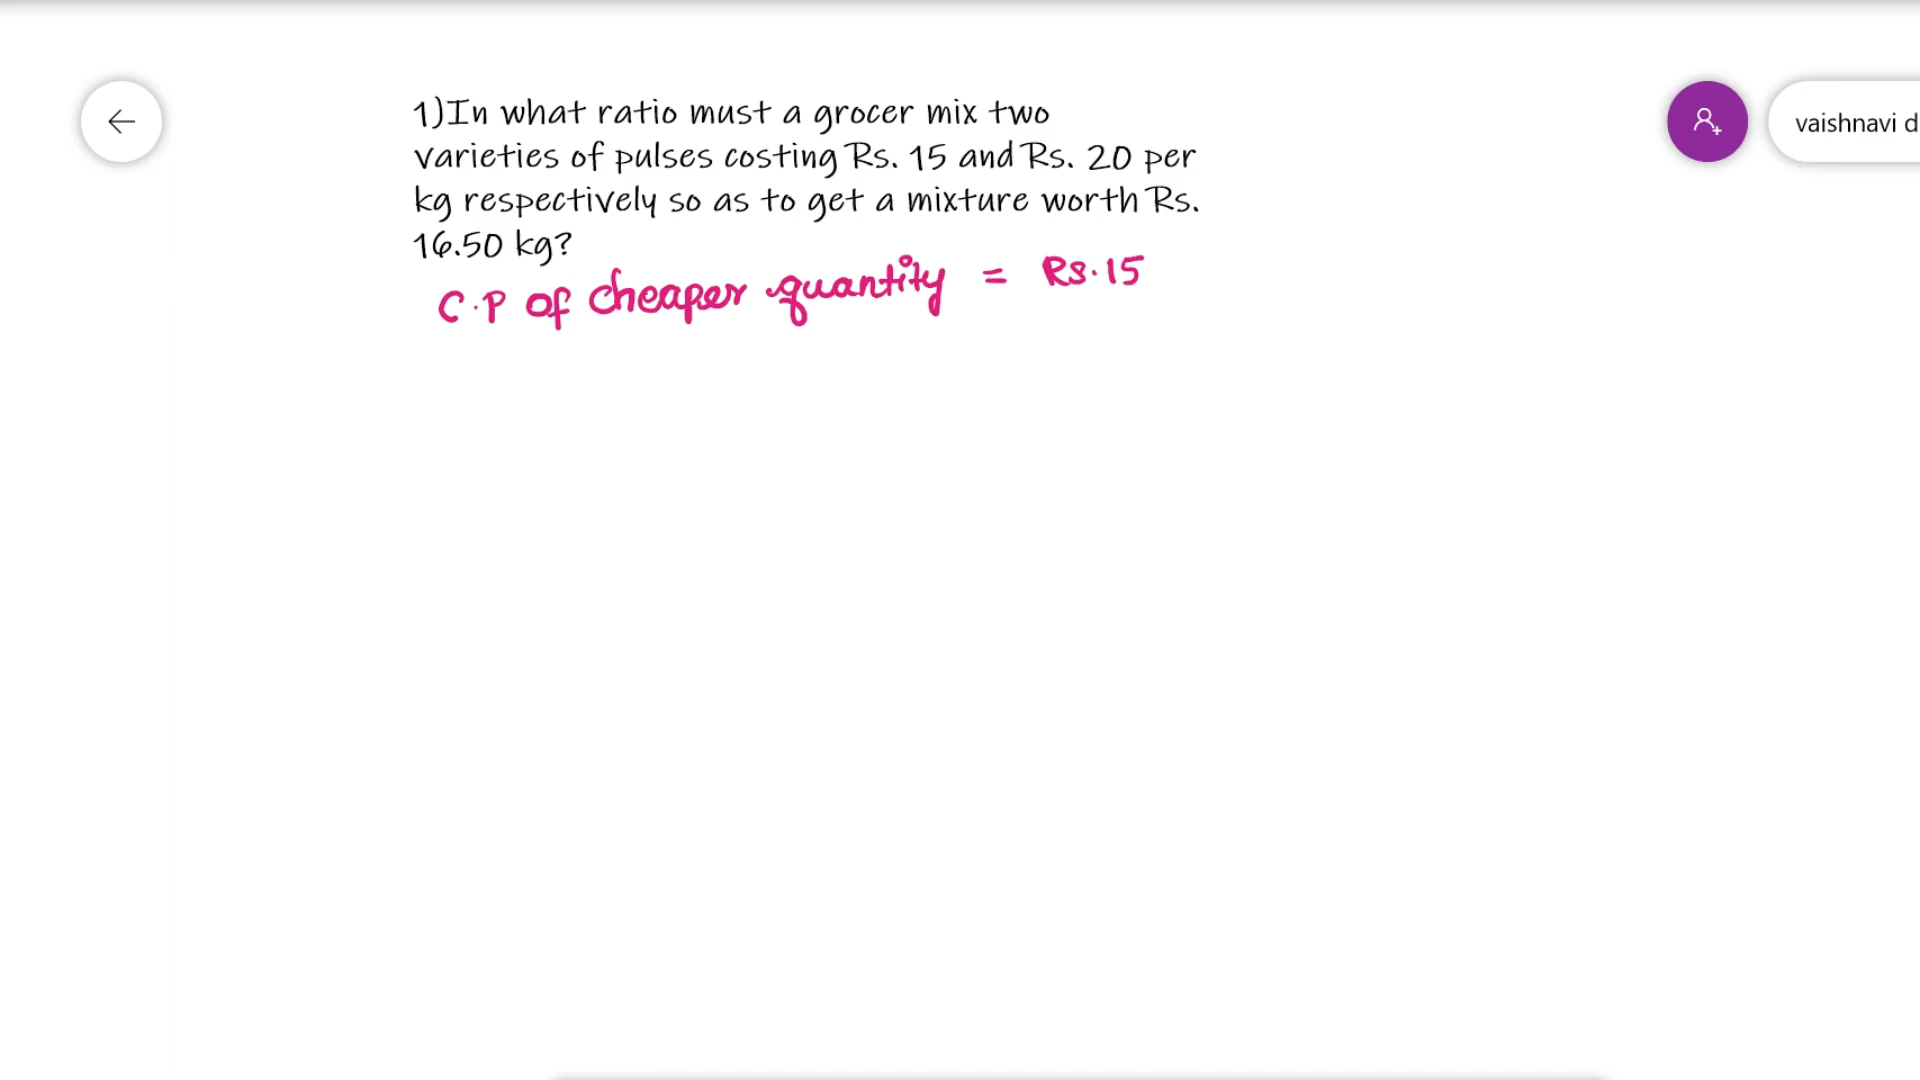 1)In what ratio must a grocer mix two
varieties of pulses costing Rs. 15 and Rs. 20 per
kg respectively so as to get a mixture worth Rs.
16.50 kg?
C.P of cheaper quantity = Rs.15
vaishnavi d